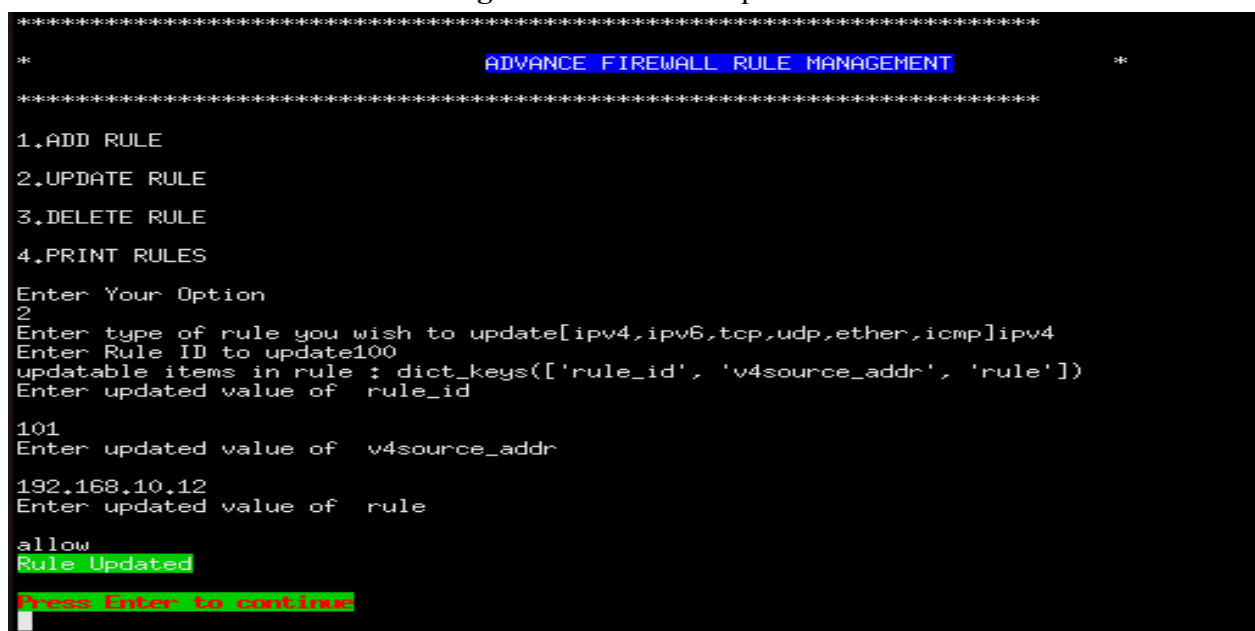 **********************************************************************
* ADVANCE FIREWALL RULE MANAGEMENT *
**********************************************************************
1.ADD RULE
2.UPDATE RULE
3.DELETE RULE
4.PRINT RULES
Enter Your Option
2
Enter type of rule you wish to update[ipv4,ipv6,tcp,udp,ether,icmp]ipv4
Enter Rule ID to update100
updatable items in rule : dict_keys(['rule_id', 'v4source_addr', 'rule'])
Enter updated value of  rule_id
101
Enter updated value of  v4source_addr
192.168.10.12
Enter updated value of  rule
allow
Rule Updated
Press Enter to continue